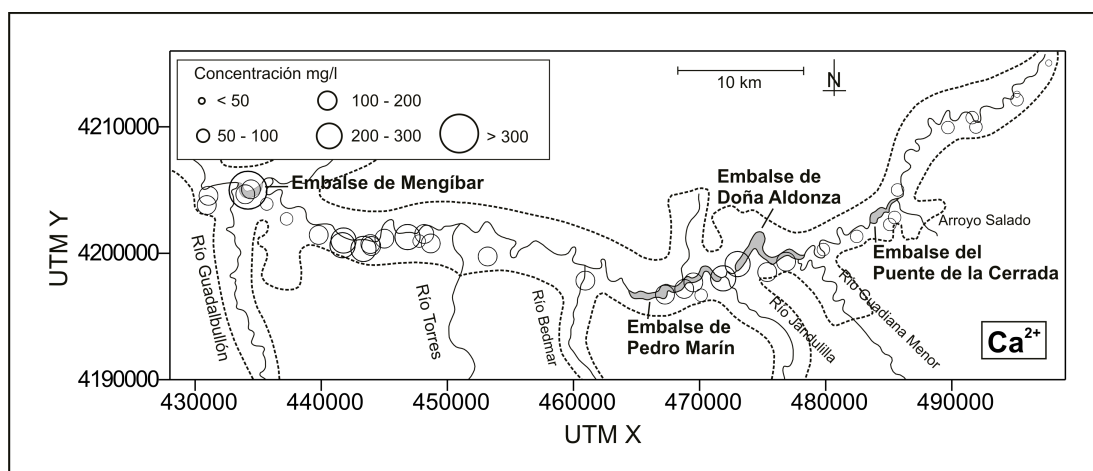 Concentración mg/l
< 50
100 - 200
50 - 100
200 - 300
> 300
10 km
N
4210000
4200000
4190000
UTM Y
Embalse de Mengíbar
Embalse de
Doña Aldonza
Arroyo Salado
Embalse del
Puente de la Cerrada
Río Guadalbullón
Río Torres
Río Bedmar
Embalse de
Pedro Marín
Río Jandulilla
Río Guadiana Menor
Ca2+
430000
440000
450000
460000
470000
480000
490000
UTM X